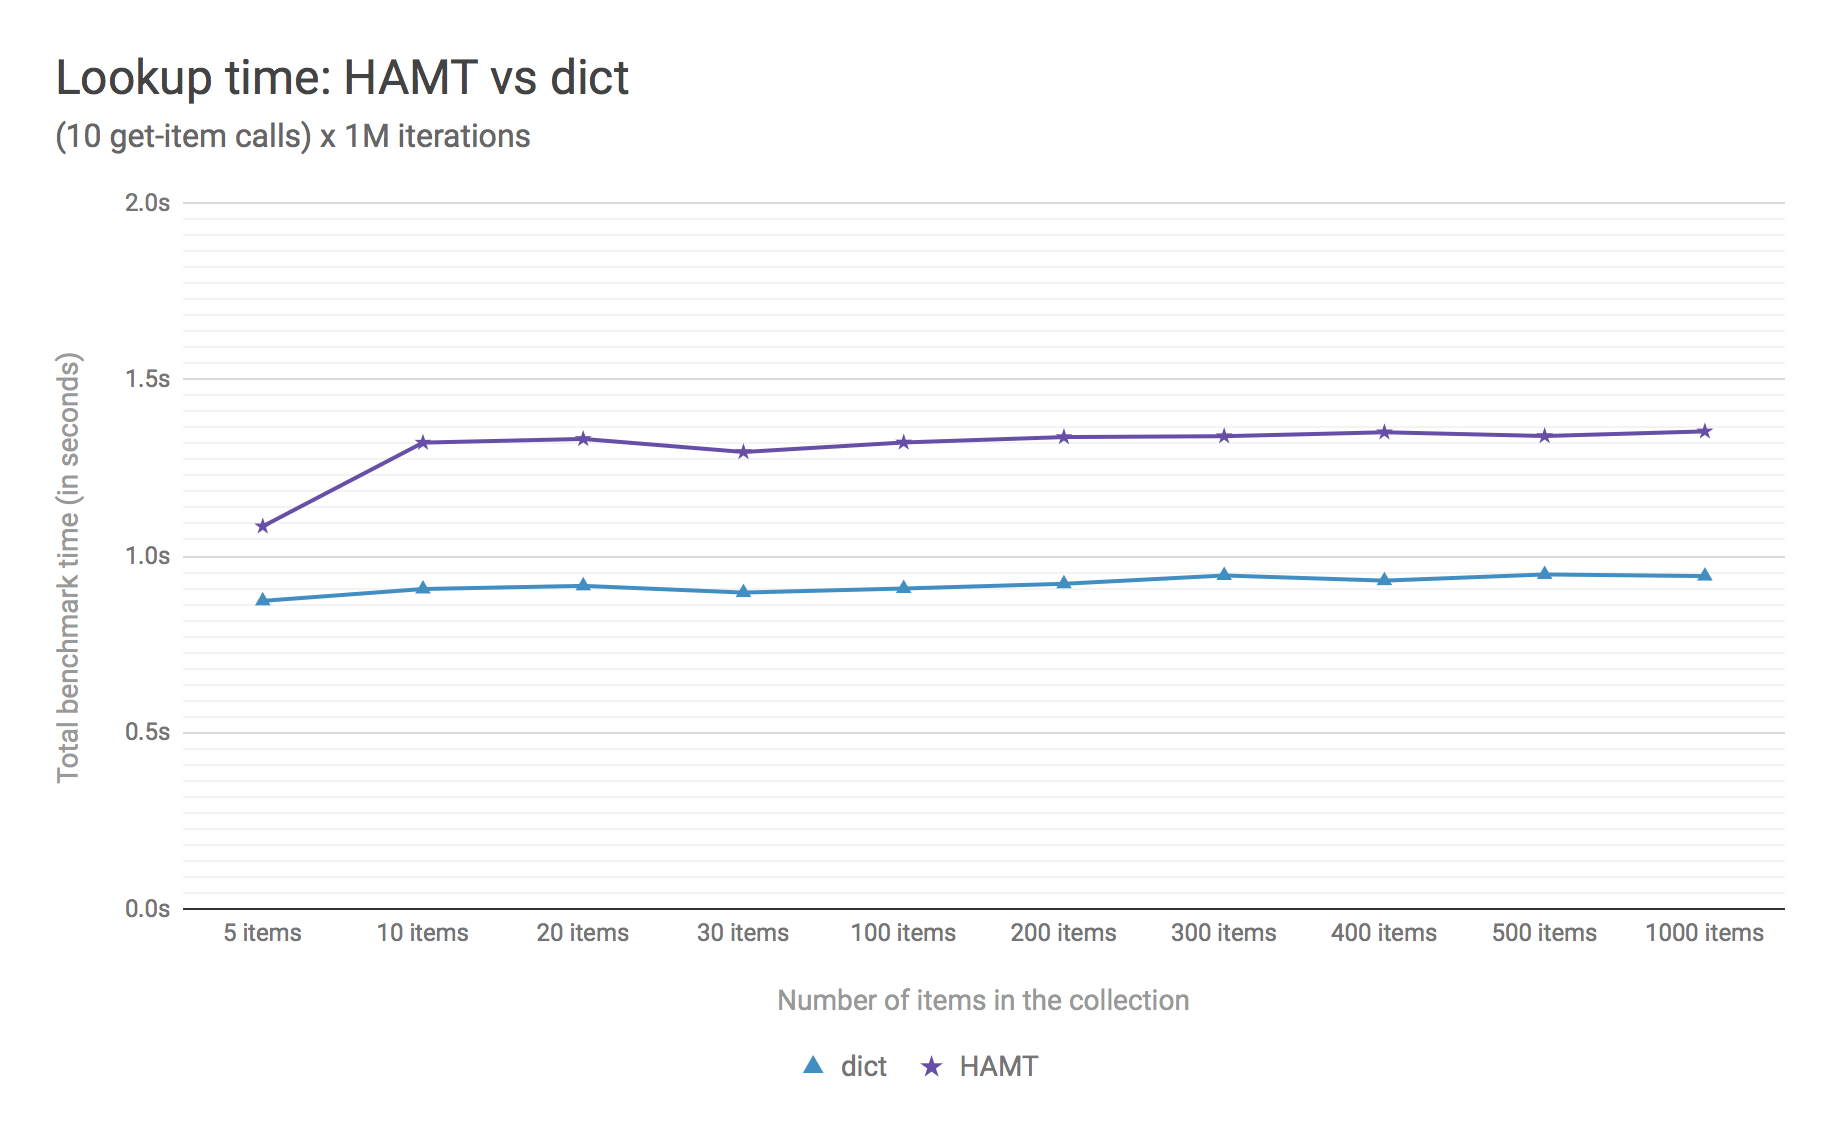 Lookup time: HAMT vs dict
(10 get-item calls) x 1M iterations
2.0s
1.5s
1.0s
0.5s
0.0s
Total benchmark time (in seconds)
5 items 10 items 20 items 30 items 100 items 200 items 300 items 400 items 500 items 1000 items
Number of items in the collection
dict HAMT